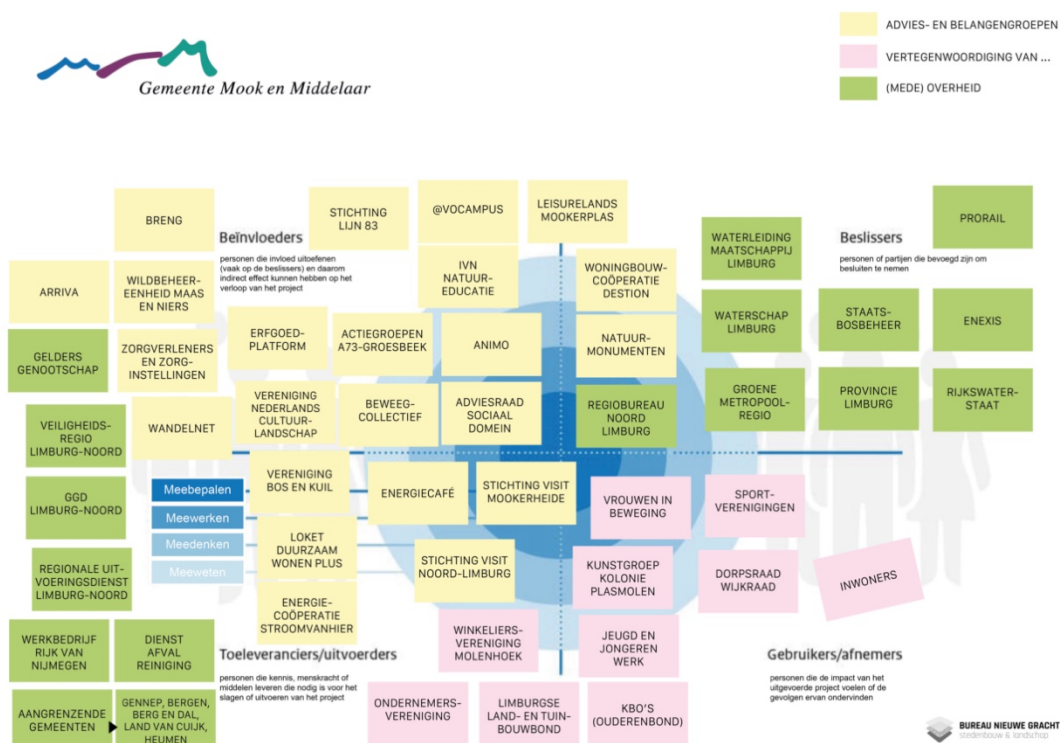 ADVIES- EN BELANGENGROEPEN
VERTEGENWOORDIGING VAN ...
(MEDE) OVERHEID
Gemeente Mook en Middelaar
BRENG
STICHTING
LIJN 83
@VOCAMPUS
LEISURELANDS
MOOKERPLAS
PRORAIL
Beïnvloeders
personen die invloed uitoefenen
(vaak op de beslissers) en daarom
indirect effect kunnen hebben op het
verloop van het project
WATERLEIDING
MAATSCHAPPIJ
LIMBURG
Beslissers
personen of partijen die bevoegd zijn om
besluiten te nemen
ARRIVA
WILDBEHEER-
EENHEID MAAS
EN NIERS
IVN
NATUUR-
EDUCATIE
WONINGBOUW-
COÖPERATIE
DESTION
WATERSCHAP
LIMBURG
STAATS-
BOSBEHEER
ENEXIS
GELDERS
GENOOTSCHAP
ZORGVERLENERS
EN ZORG-
INSTELLINGEN
ERFGOED-
PLATFORM
ACTIEGROEPEN
A73-GROESBEEK
ANIMO
NATUUR-
MONUMENTEN
VEILIGHEIDS-
REGIO
LIMBURG-NOORD
WANDELNET
VERENIGING
NEDERLANDS
CULTUUR-
LANDSCHAP
BEWEEG-
COLLECTIEF
ADVIESRAAD
SOCIAAL
DOMEIN
REGIOBUREAU
NOORD
LIMBURG
GROENE
METROPOOL-
REGIO
PROVINCIE
LIMBURG
RIJKSWATER-
STAAT
GGD
LIMBURG-NOORD
Meebepalen
Meewerken
Meedenken
Meeweten
VERENIGING
BOS EN KUIL
ENERGIECAFÉ
STICHTING VISIT
MOOKERHEIDE
VROUWEN IN
BEWEGING
SPORT-
VERENIGINGEN
REGIONALE UIT-
VOERINGSDIENST
LIMBURG-NOORD
LOKET
DUURZAAM
WONEN PLUS
STICHTING VISIT
NOORD-LIMBURG
KUNSTGROEP
KOLONIE
PLASMOLEN
DORPSRAAD
WIJKRAAD
INWONERS
ENERGIE-
COÖPERATIE
STROOMVANHIER
WERKBEDRIJF
RIJK VAN
NIJMEGEN
DIENST
AFVAL
REINIGING
Toeleveranciers/uitvoerders
personen die kennis, menskracht of
middelen leveren die nodig is voor het
slagen of uitvoeren van het project
WINKELIERS-
VERENIGING
MOLENHOEK
JEUGD EN
JONGEREN
WERK
Gebruikers/afnemers
personen die de impact van het
uitgevoerde project voelen of de
gevolgen ervan ondervinden
AANGRENZENDE
GEMEENTEN
GENNEP, BERGEN,
BERG EN DAL,
LAND VAN CUIJK,
HEUMEN
ONDERNEMERS-
VERENIGING
LIMBURGSE
LAND- EN TUIN-
BOUWBOND
KBO'S
(OUDERENBOND)
BUREAU NIEUWE GRACHT
stedenbouw & landschap